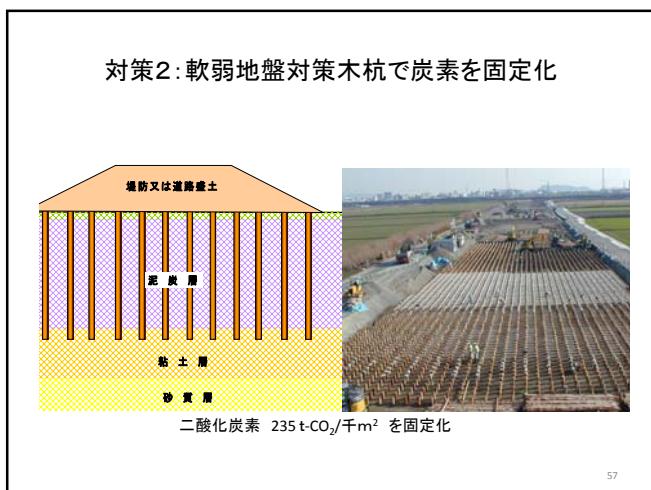 対策2:軟弱地盤対策木杭で炭素を固定化
堤防又は道路盛土
泥炭層
粘土層
砂質層
二酸化炭素 235 t-CO₂/千m² を固定化
57